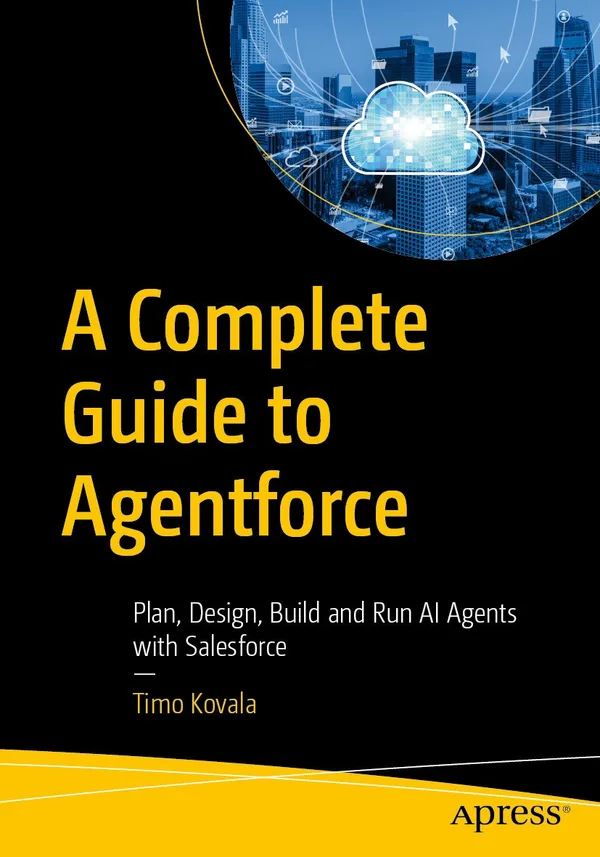 A Complete
Guide to
Agentforce
Plan, Design, Build and Run AI Agents
with Salesforce
Timo Kovala
Apress®